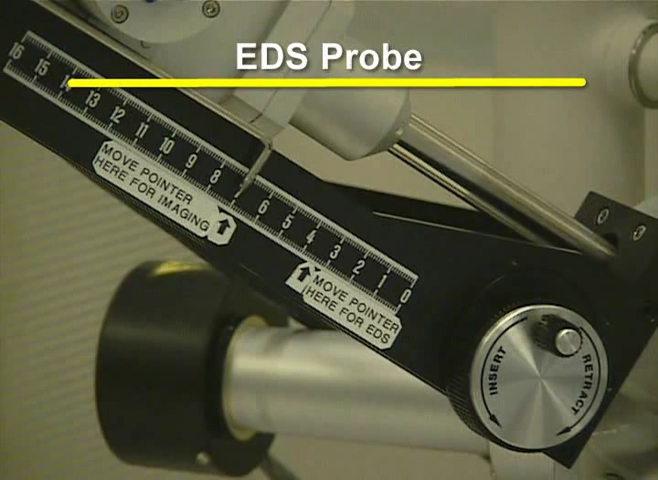 EDS Probe
16 15 14 13 12 11 10 9 8 6 5 4 3 2 1 0
MOVE POINTER
HERE FOR IMAGING
MOVE POINTER
HERE FOR EDS
INSERT
RETRACT